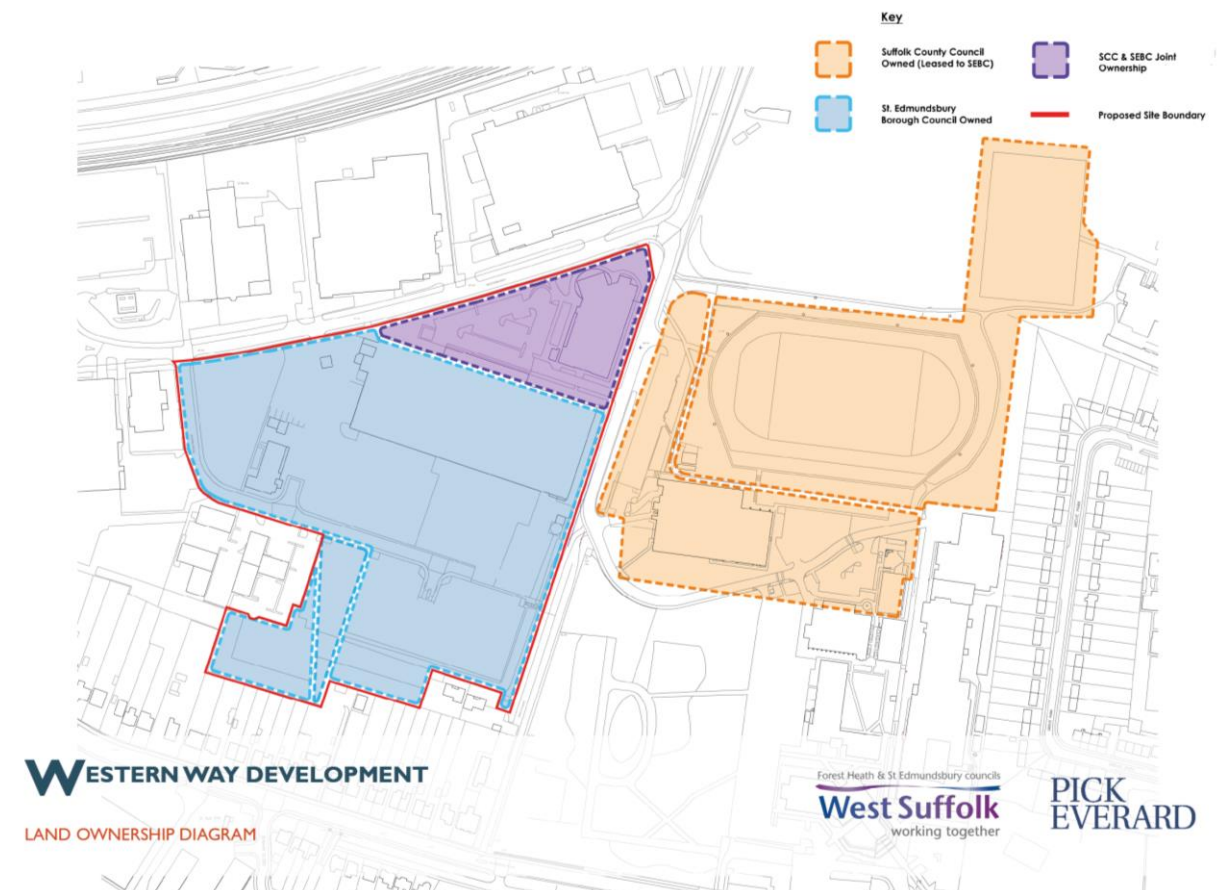 Key
Suffolk County Council
Owned (Leased to SEBC)
SCC & SEBC Joint
Ownership
St. Edmundsbury
Borough Council Owned
Proposed Site Boundary
WESTERN WAY DEVELOPMENT
LAND OWNERSHIP DIAGRAM
Forest Heath & St Edmundsbury councils
West Suffolk
working together
PICK
EVERARD